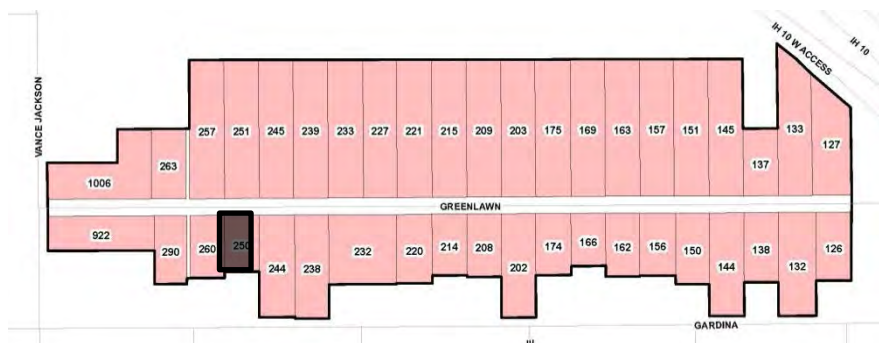 IH 10 W ACCESS
IH 10
VANCE JACKSON
257 251 245 239 233 227 221 215 209 203 175 169 163 157 151 145 133
127
263
137
1006
GREENLAWN
922
290 260 250 244 238 232 220 214 208 202 174 166 162 156 150 144 138 132 126
GARDINA